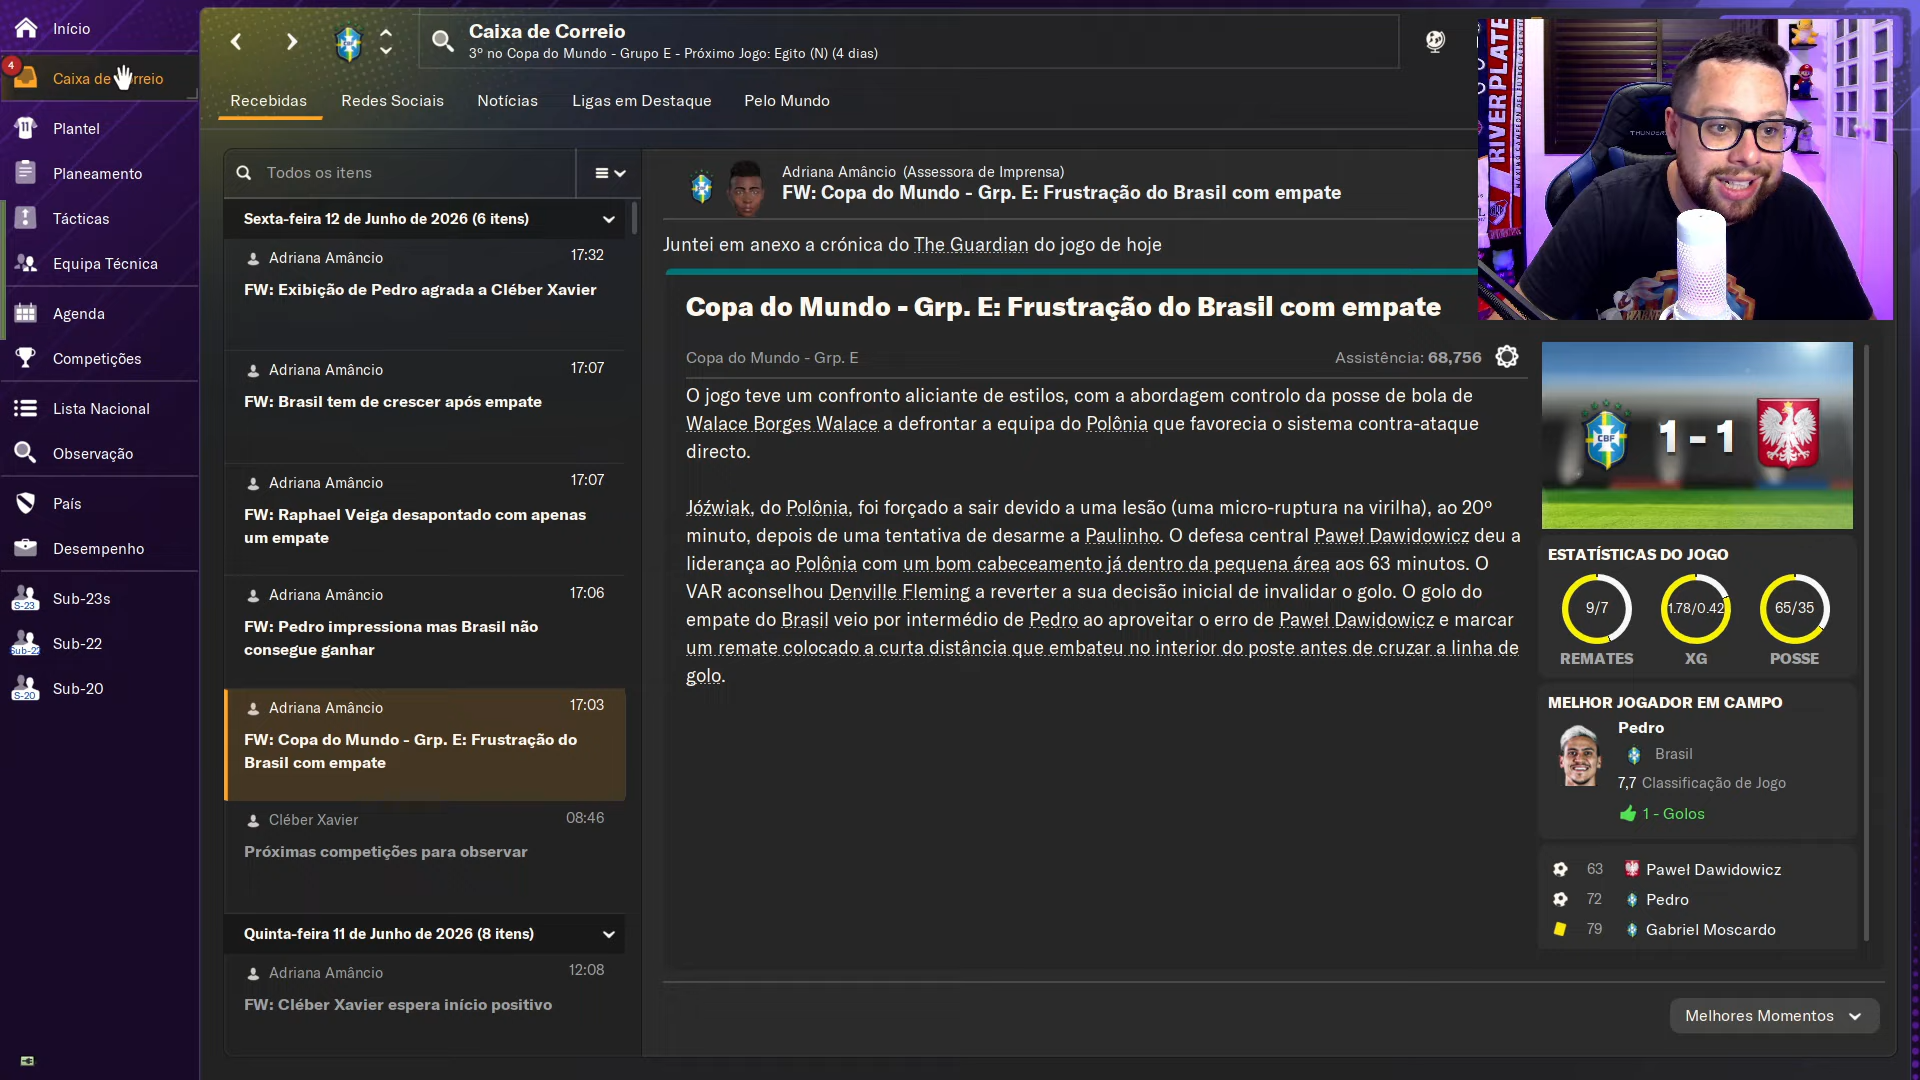 Início
4
Caixa de Correio
Plantel
Planeamento
Tácticas
Equipa Técnica
Agenda
Competições
Lista Nacional
Observação
País
Desempenho
S-23
Sub-23s
Sub-22
Sub-22
S-20
Sub-20
Caixa de Correio
3º no Copa do Mundo - Grupo E - Próximo Jogo: Egito (N) (4 dias)
Recebidas
Redes Sociais
Notícias
Ligas em Destaque
Pelo Mundo
Todos os itens
Sexta-feira 12 de Junho de 2026 (6 itens)
Adriana Amâncio 17:32
FW: Exibição de Pedro agrada a Cléber Xavier
Adriana Amâncio 17:07
FW: Brasil tem de crescer após empate
Adriana Amâncio 17:07
FW: Raphael Veiga desapontado com apenas
um empate
Adriana Amâncio 17:06
FW: Pedro impressiona mas Brasil não
consegue ganhar
Adriana Amâncio 17:03
FW: Copa do Mundo - Grp. E: Frustração do
Brasil com empate
Cléber Xavier 08:46
Próximas competições para observar
Quinta-feira 11 de Junho de 2026 (8 itens)
Adriana Amâncio 12:08
FW: Cléber Xavier espera início positivo
Adriana Amâncio (Assessora de Imprensa)
FW: Copa do Mundo - Grp. E: Frustração do Brasil com empate
Juntei em anexo a crónica do The Guardian do jogo de hoje
Copa do Mundo - Grp. E: Frustração do Brasil com empate
Copa do Mundo - Grp. E
Assistência: 68,756
O jogo teve um confronto aliciante de estilos, com a abordagem controlo da posse de bola de
Walace Borges Walace a defrontar a equipa do Polônia que favorecia o sistema contra-ataque
directo.
Jóźwiak, do Polônia, foi forçado a sair devido a uma lesão (uma micro-ruptura na virilha), ao 20º
minuto, depois de uma tentativa de desarme a Paulinho. O defesa central Paweł Dawidowicz deu a
liderança ao Polônia com um bom cabeceamento já dentro da pequena área aos 63 minutos. O
VAR aconselhou Denville Fleming a reverter a sua decisão inicial de invalidar o golo. O golo do
empate do Brasil veio por intermédio de Pedro ao aproveitar o erro de Paweł Dawidowicz e marcar
um remate colocado a curta distância que embateu no interior do poste antes de cruzar a linha de
golo.
RIVER PLATE
THUNDER
CBF
1 - 1
ESTATÍSTICAS DO JOGO
9/7
1.78/0.42
65/35
REMATES
XG
POSSE
MELHOR JOGADOR EM CAMPO
Pedro
Brasil
7,7 Classificação de Jogo
1 - Golos
63 Paweł Dawidowicz
72 Pedro
79 Gabriel Moscardo
Melhores Momentos